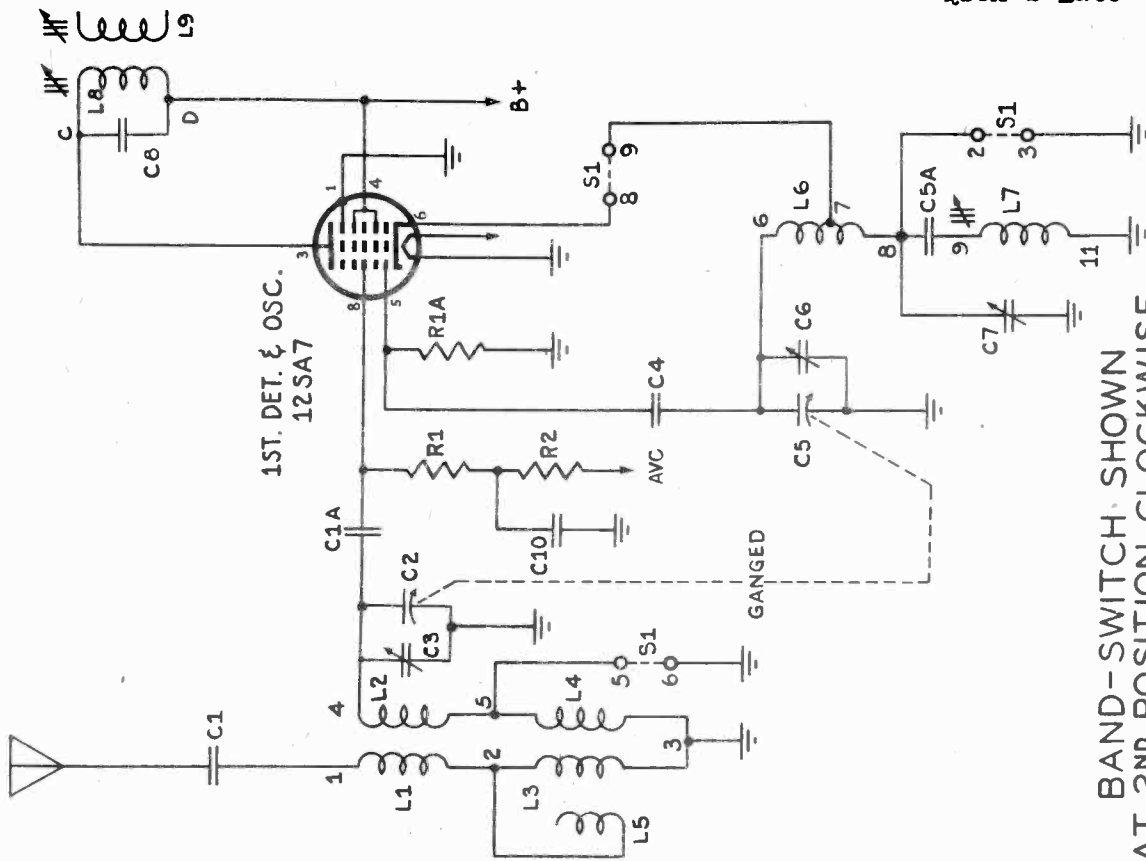 L9
L8
C
C8
D
B+
1ST. DET. & OSC.
12SA7
3
1
4
8
5
6
R1A
S1
9
8
C1A
R1
R2
AVC
C10
C4
C2
C3
GANGED
C5
C6
6
L6
7
8
C5A
9
L7
11
C7
2
S1
3
C1
1
4
L1
L2
2
5
L3
L4
3
L5
5
S1
6
BAND-SWITCH SHOWN
AT 2ND POSITION CLOCKWISE